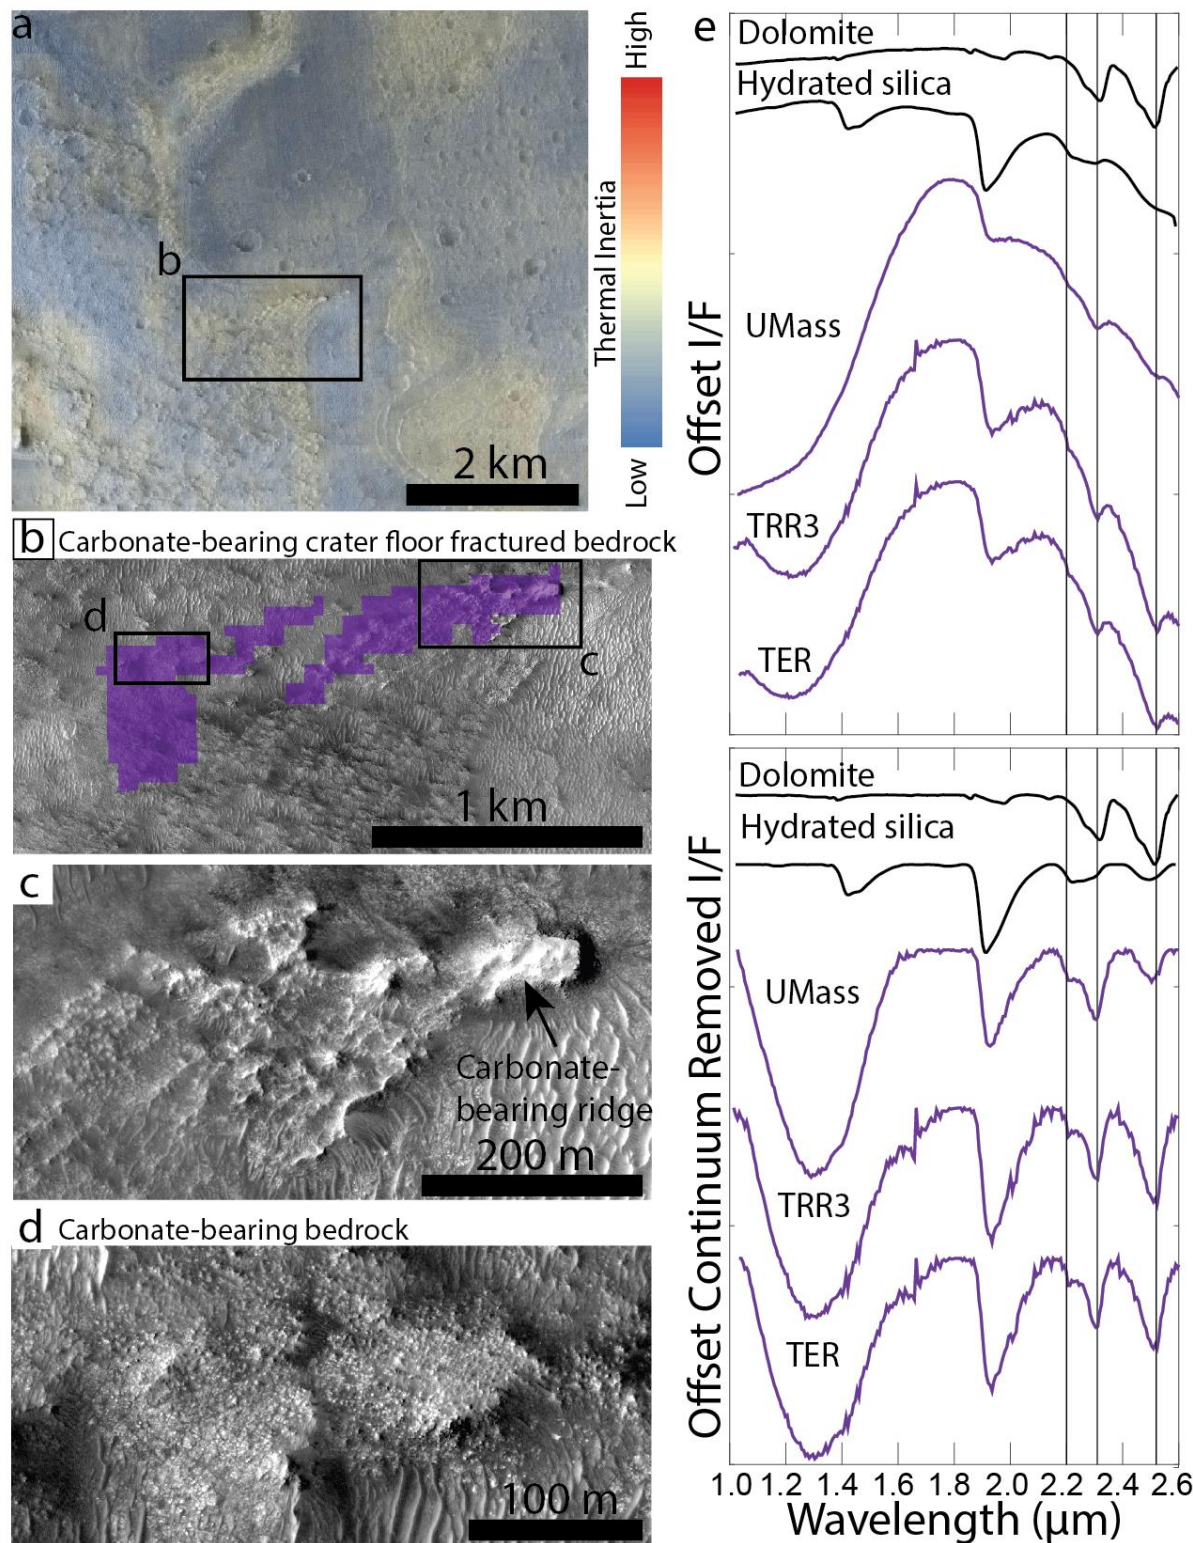 a
b
High
Thermal Inertia
Low
2 km
b Carbonate-bearing crater floor fractured bedrock
d
c
1 km
c
Carbonate-
bearing ridge
200 m
d Carbonate-bearing bedrock
100 m
e
Dolomite
Hydrated silica
UMass
TRR3
TER
Offset I/F
Dolomite
Hydrated silica
UMass
TRR3
TER
Offset Continuum Removed I/F
1.0 1.2 1.4 1.6 1.8 2.0 2.2 2.4 2.6
Wavelength (μm)